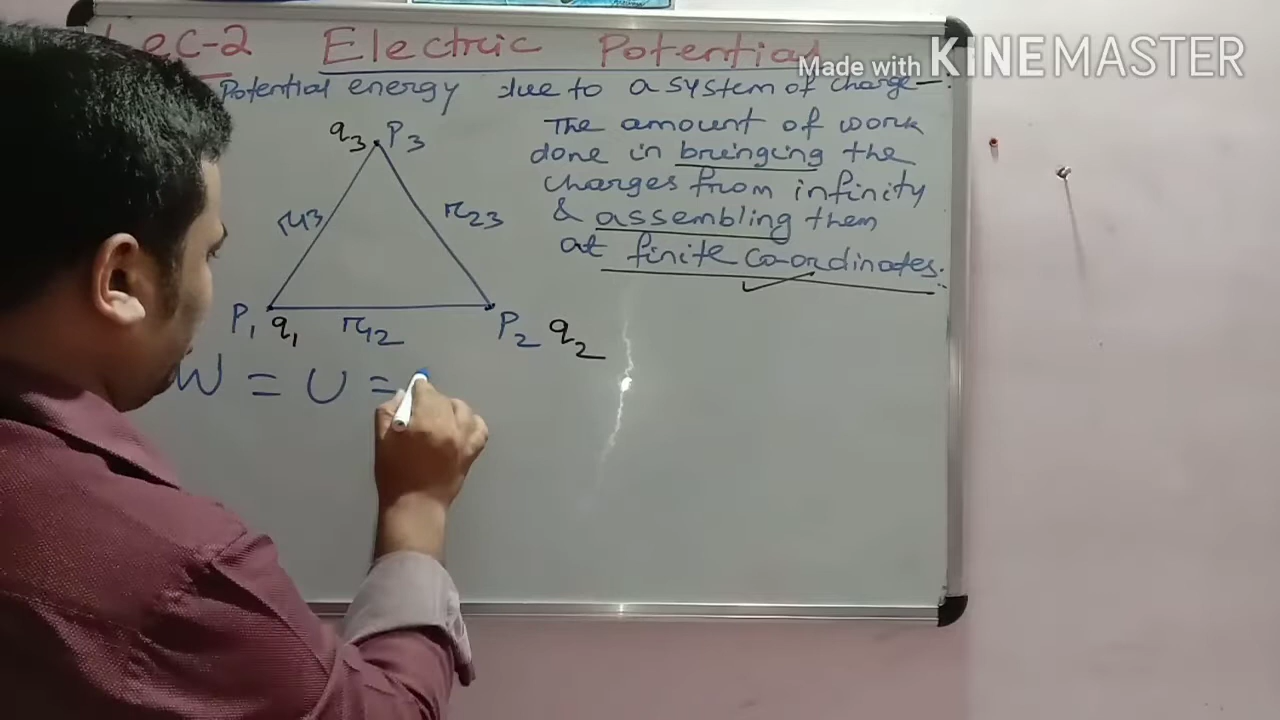 Lec-2 Electric Potential
Made with KINEMASTER
Potential energy due to a system of charge-
q3 P3
The amount of work
done in bringing the
charges from infinity
& assembling them
at finite co-ordinates.
r13
r23
P1 q1 r12 P2 q2
W = U =